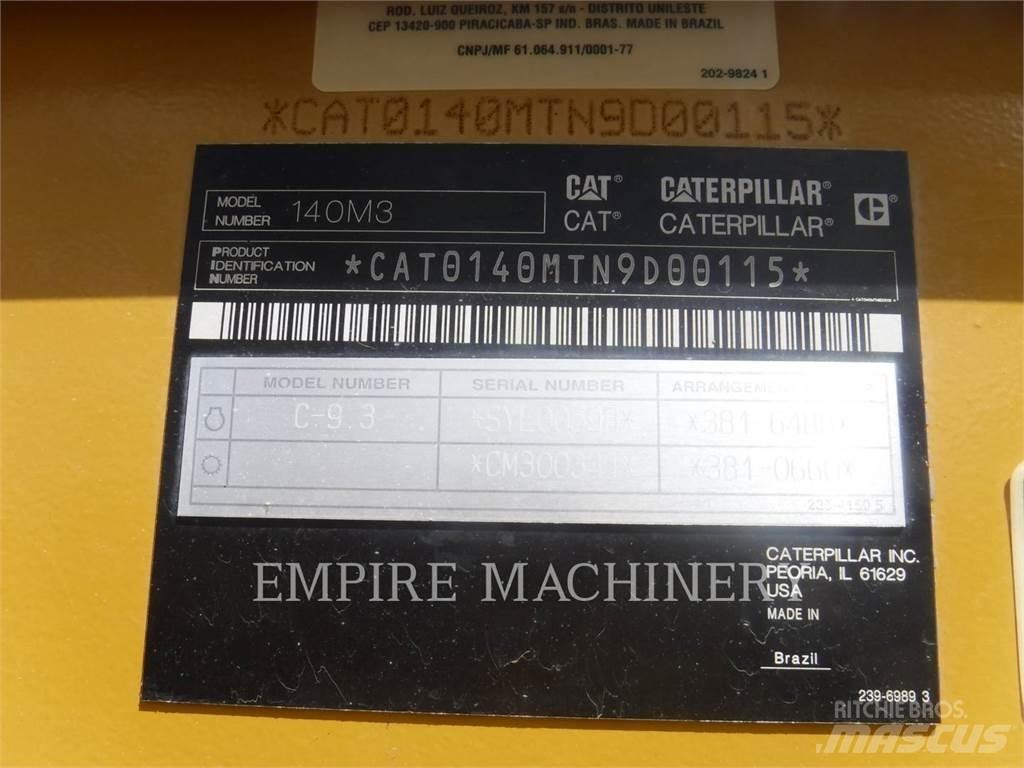 ROD. LUIZ QUEIROZ, KM 157 s/n - DISTRITO UNILESTE
CEP 13420-900 PIRACICABA-SP IND. BRAS. MADE IN BRAZIL
CNPJ/MF 61.064.911/0001-77
202-9824 1
*CAT0140MTN9D00115*
MODEL NUMBER 140M3
CAT® CATERPILLAR®
CAT® CATERPILLAR®
PRODUCT IDENTIFICATION NUMBER *CAT0140MTN9D00115*
MODEL NUMBER SERIAL NUMBER ARRANGEMENT
C-9.3
EMPIRE MACHINERY
CATERPILLAR INC.
PEORIA, IL 61629
USA
MADE IN
Brazil
239-6989 3
RITCHIE BROS.
MASCUS